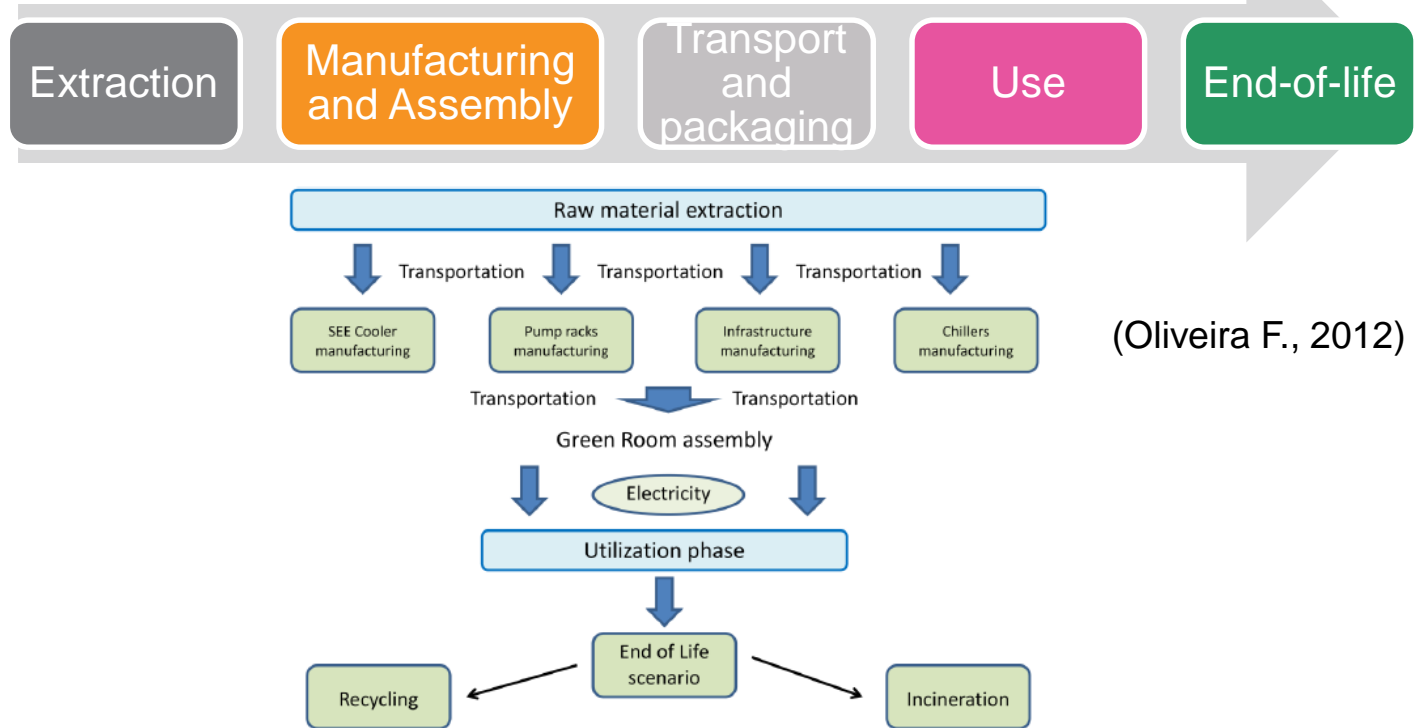 Extraction
Manufacturing
and Assembly
Transport
and
packaging
Use
End-of-life
Raw material extraction
Transportation
Transportation
Transportation
SEE Cooler
manufacturing
Pump racks
manufacturing
Infrastructure
manufacturing
Chillers
manufacturing
(Oliveira F., 2012)
Transportation
Transportation
Green Room assembly
Electricity
Utilization phase
End of Life
scenario
Recycling
Incineration